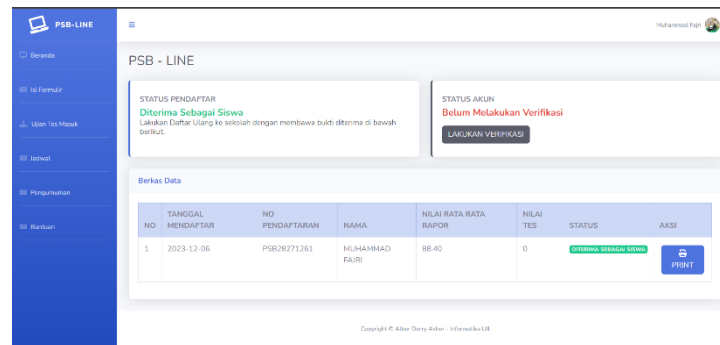 PSB-LINE
Muhammad Fajri
Beranda
Isi Formulir
Ujian Tes Masuk
Jadwal
Pengumuman
Bantuan
PSB - LINE
STATUS PENDAFTAR
Diterima Sebagai Siswa
Lakukan Daftar Ulang ke sekolah dengan membawa bukti diterima di bawah
berikut.
STATUS AKUN
Belum Melakukan Verifikasi
LAKUKAN VERIFIKASI
Berkas Data
NO TANGGAL MENDAFTAR NO PENDAFTARAN NAMA NILAI RATA RATA RAPOR NILAI TES STATUS AKSI
1 2023-12-06 PSB28271261 MUHAMMAD FAJRI 88.40 0 DITERIMA SEBAGAI SISWA PRINT
Copyright © Asher - Informatika UII